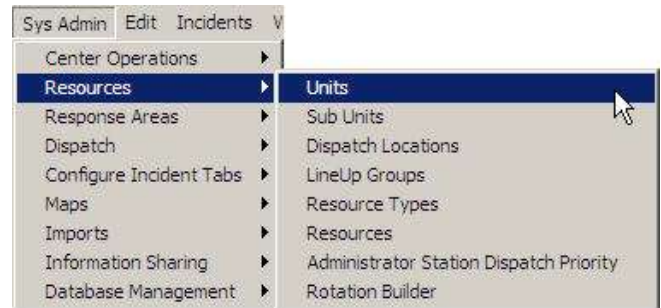 Sys Admin Edit Incidents V
Center Operations
Resources
Response Areas
Dispatch
Configure Incident Tabs
Maps
Imports
Information Sharing
Database Management
Units
Sub Units
Dispatch Locations
LineUp Groups
Resource Types
Resources
Administrator Station Dispatch Priority
Rotation Builder